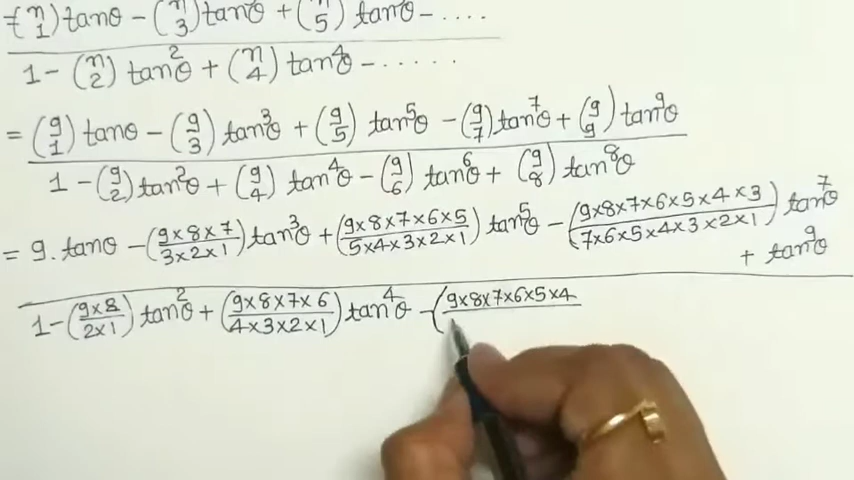 = (n 1) tanθ - (n 3) tanθ + (n 5) tanθ - ....
1 - (n 2) tan²θ + (n 4) tan⁴θ - .....
= (9 1) tanθ - (9 3) tan³θ + (9 5) tan⁵θ - (9 7) tan⁷θ + (9 9) tan⁹θ
1 - (9 2) tan²θ + (9 4) tan⁴θ - (9 6) tan⁶θ + (9 8) tan⁸θ
= 9. tanθ - (9×8×7 / 3×2×1) tan³θ + (9×8×7×6×5 / 5×4×3×2×1) tan⁵θ - (9×8×7×6×5×4×3 / 7×6×5×4×3×2×1) tan⁷θ
+ tan⁹θ
1 - (9×8 / 2×1) tan²θ + (9×8×7×6 / 4×3×2×1) tan⁴θ - (9×8×7×6×5×4